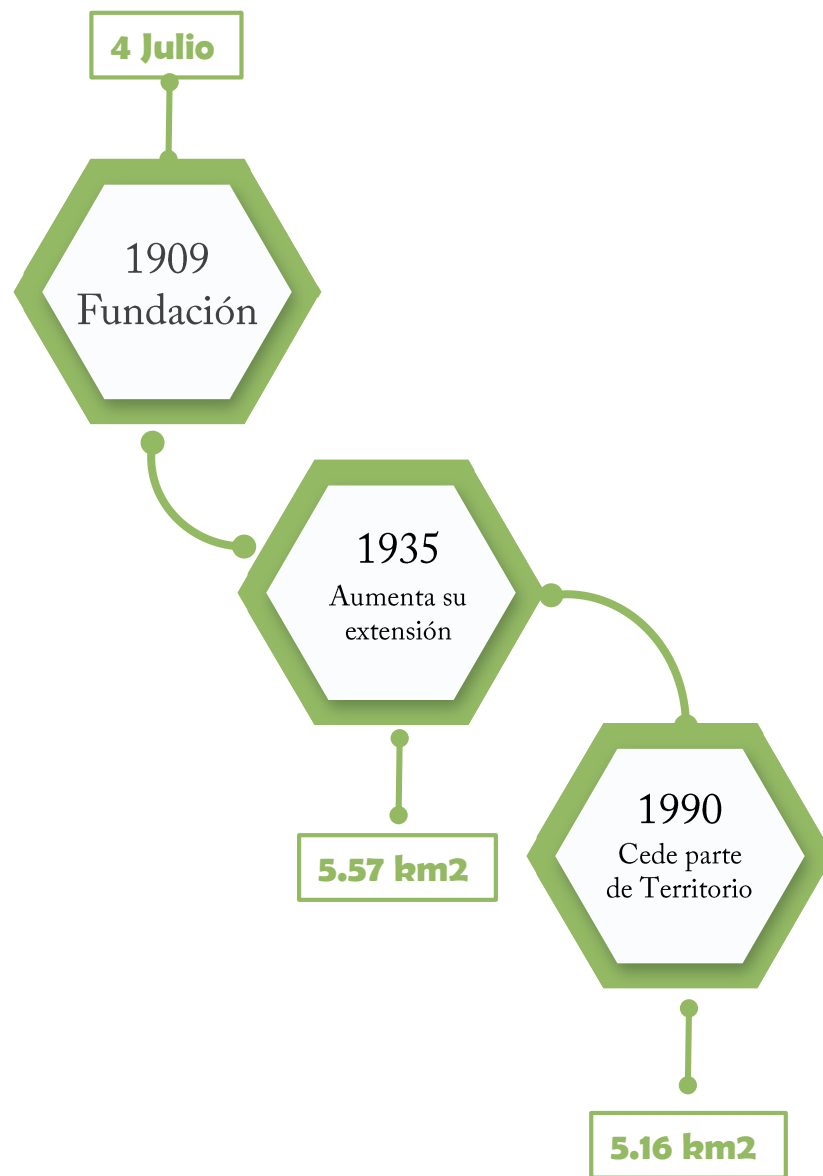 4 Julio
1909
Fundación
1935
Aumenta su
extensión
5.57 km2
1990
Cede parte
de Territorio
5.16 km2